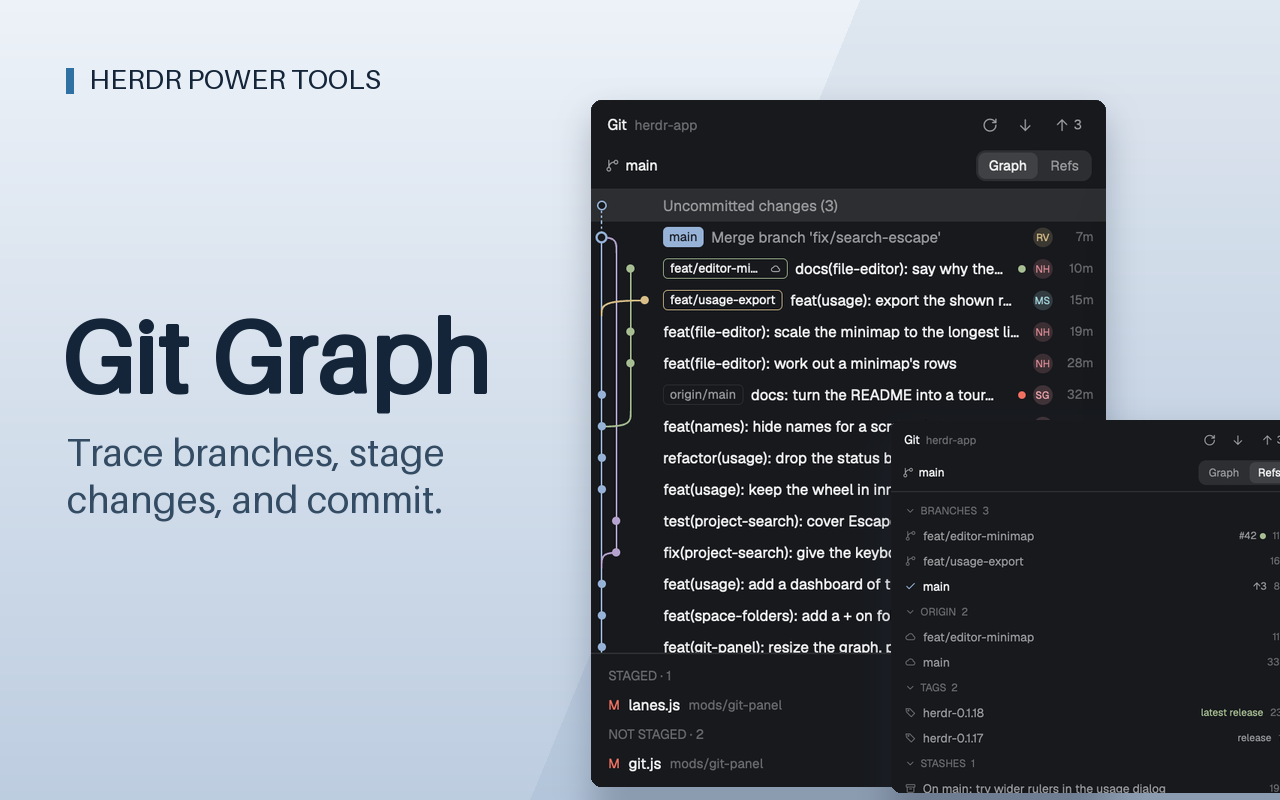 HERDR POWER TOOLS
Git Graph
Trace branches, stage
changes, and commit.
Git herdr-app
3
main
Graph Refs
Uncommitted changes (3)
main Merge branch 'fix/search-escape' RV 7m
feat/editor-mi... docs(file-editor): say why the... NH 10m
feat/usage-export feat(usage): export the shown r... MS 15m
feat(file-editor): scale the minimap to the longest li... NH 19m
feat(file-editor): work out a minimap's rows NH 28m
origin/main docs: turn the README into a tour... SG 32m
feat(names): hide names for a scr
refactor(usage): drop the status b
feat(usage): keep the wheel in inn
test(project-search): cover Escap
fix(project-search): give the keybo
feat(usage): add a dashboard of t
feat(space-folders): add a + on fo
feat(git-panel): resize the graph, p
STAGED · 1
M lanes.js mods/git-panel
NOT STAGED · 2
M git.js mods/git-panel
Git herdr-app
main
Graph Refs
BRANCHES 3
feat/editor-minimap #42 11
feat/usage-export 16
main ↑3 8
ORIGIN 2
feat/editor-minimap 11
main 33
TAGS 2
herdr-0.1.18 latest release 23
herdr-0.1.17 release
STASHES 1
On main: try wider rulers in the usage dialog 19